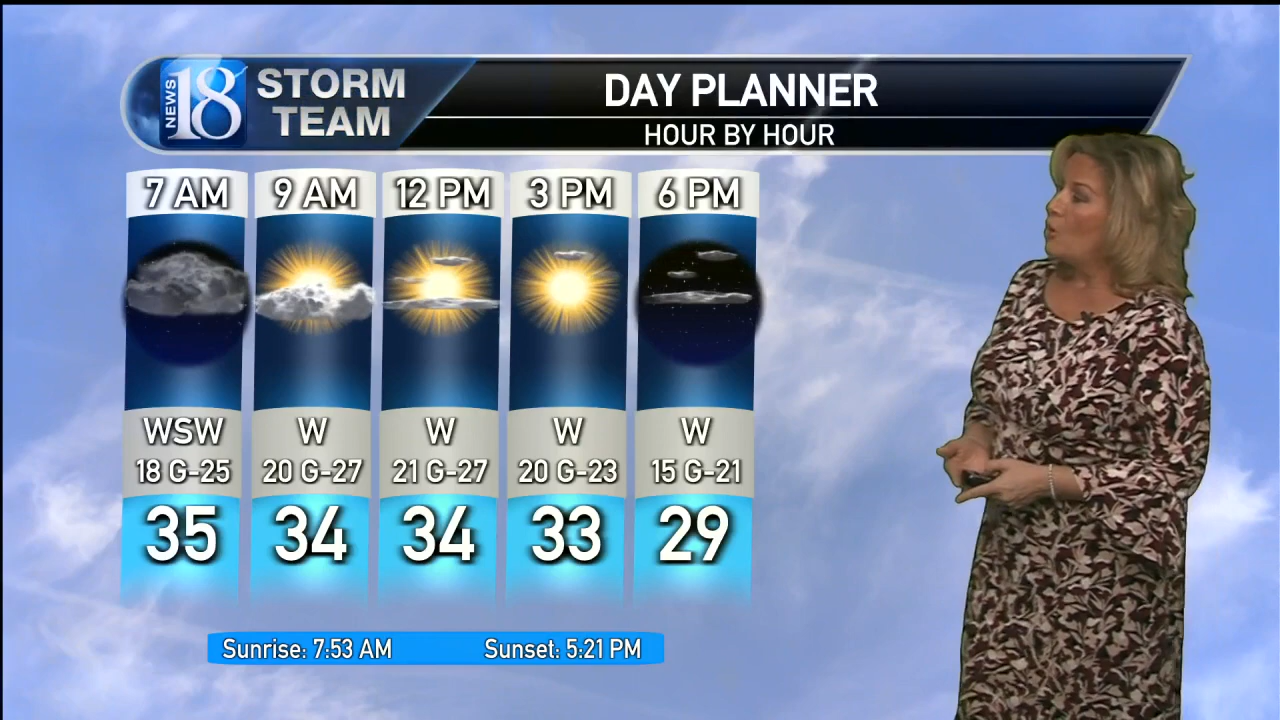 NEWS 18 STORM TEAM
DAY PLANNER
HOUR BY HOUR
7 AM 9 AM 12 PM 3 PM 6 PM
WSW W W W W
18 G-25 20 G-27 21 G-27 20 G-23 15 G-21
35 34 34 33 29
Sunrise: 7:53 AM Sunset: 5:21 PM